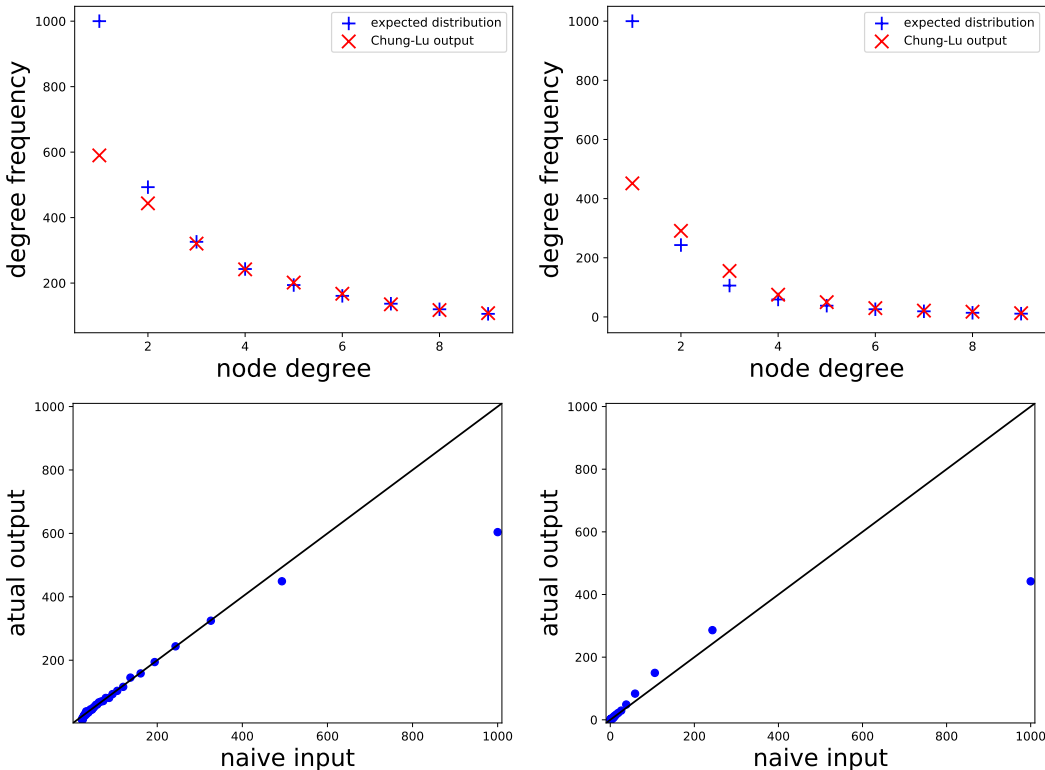 expected distribution
Chung-Lu output
degree frequency
1000
800
600
400
200
2 4 6 8
node degree
expected distribution
Chung-Lu output
degree frequency
1000
800
600
400
200
0
2 4 6 8
node degree
atual output
1000
800
600
400
200
200 400 600 800 1000
naive input
atual output
1000
800
600
400
200
0
0 200 400 600 800 1000
naive input